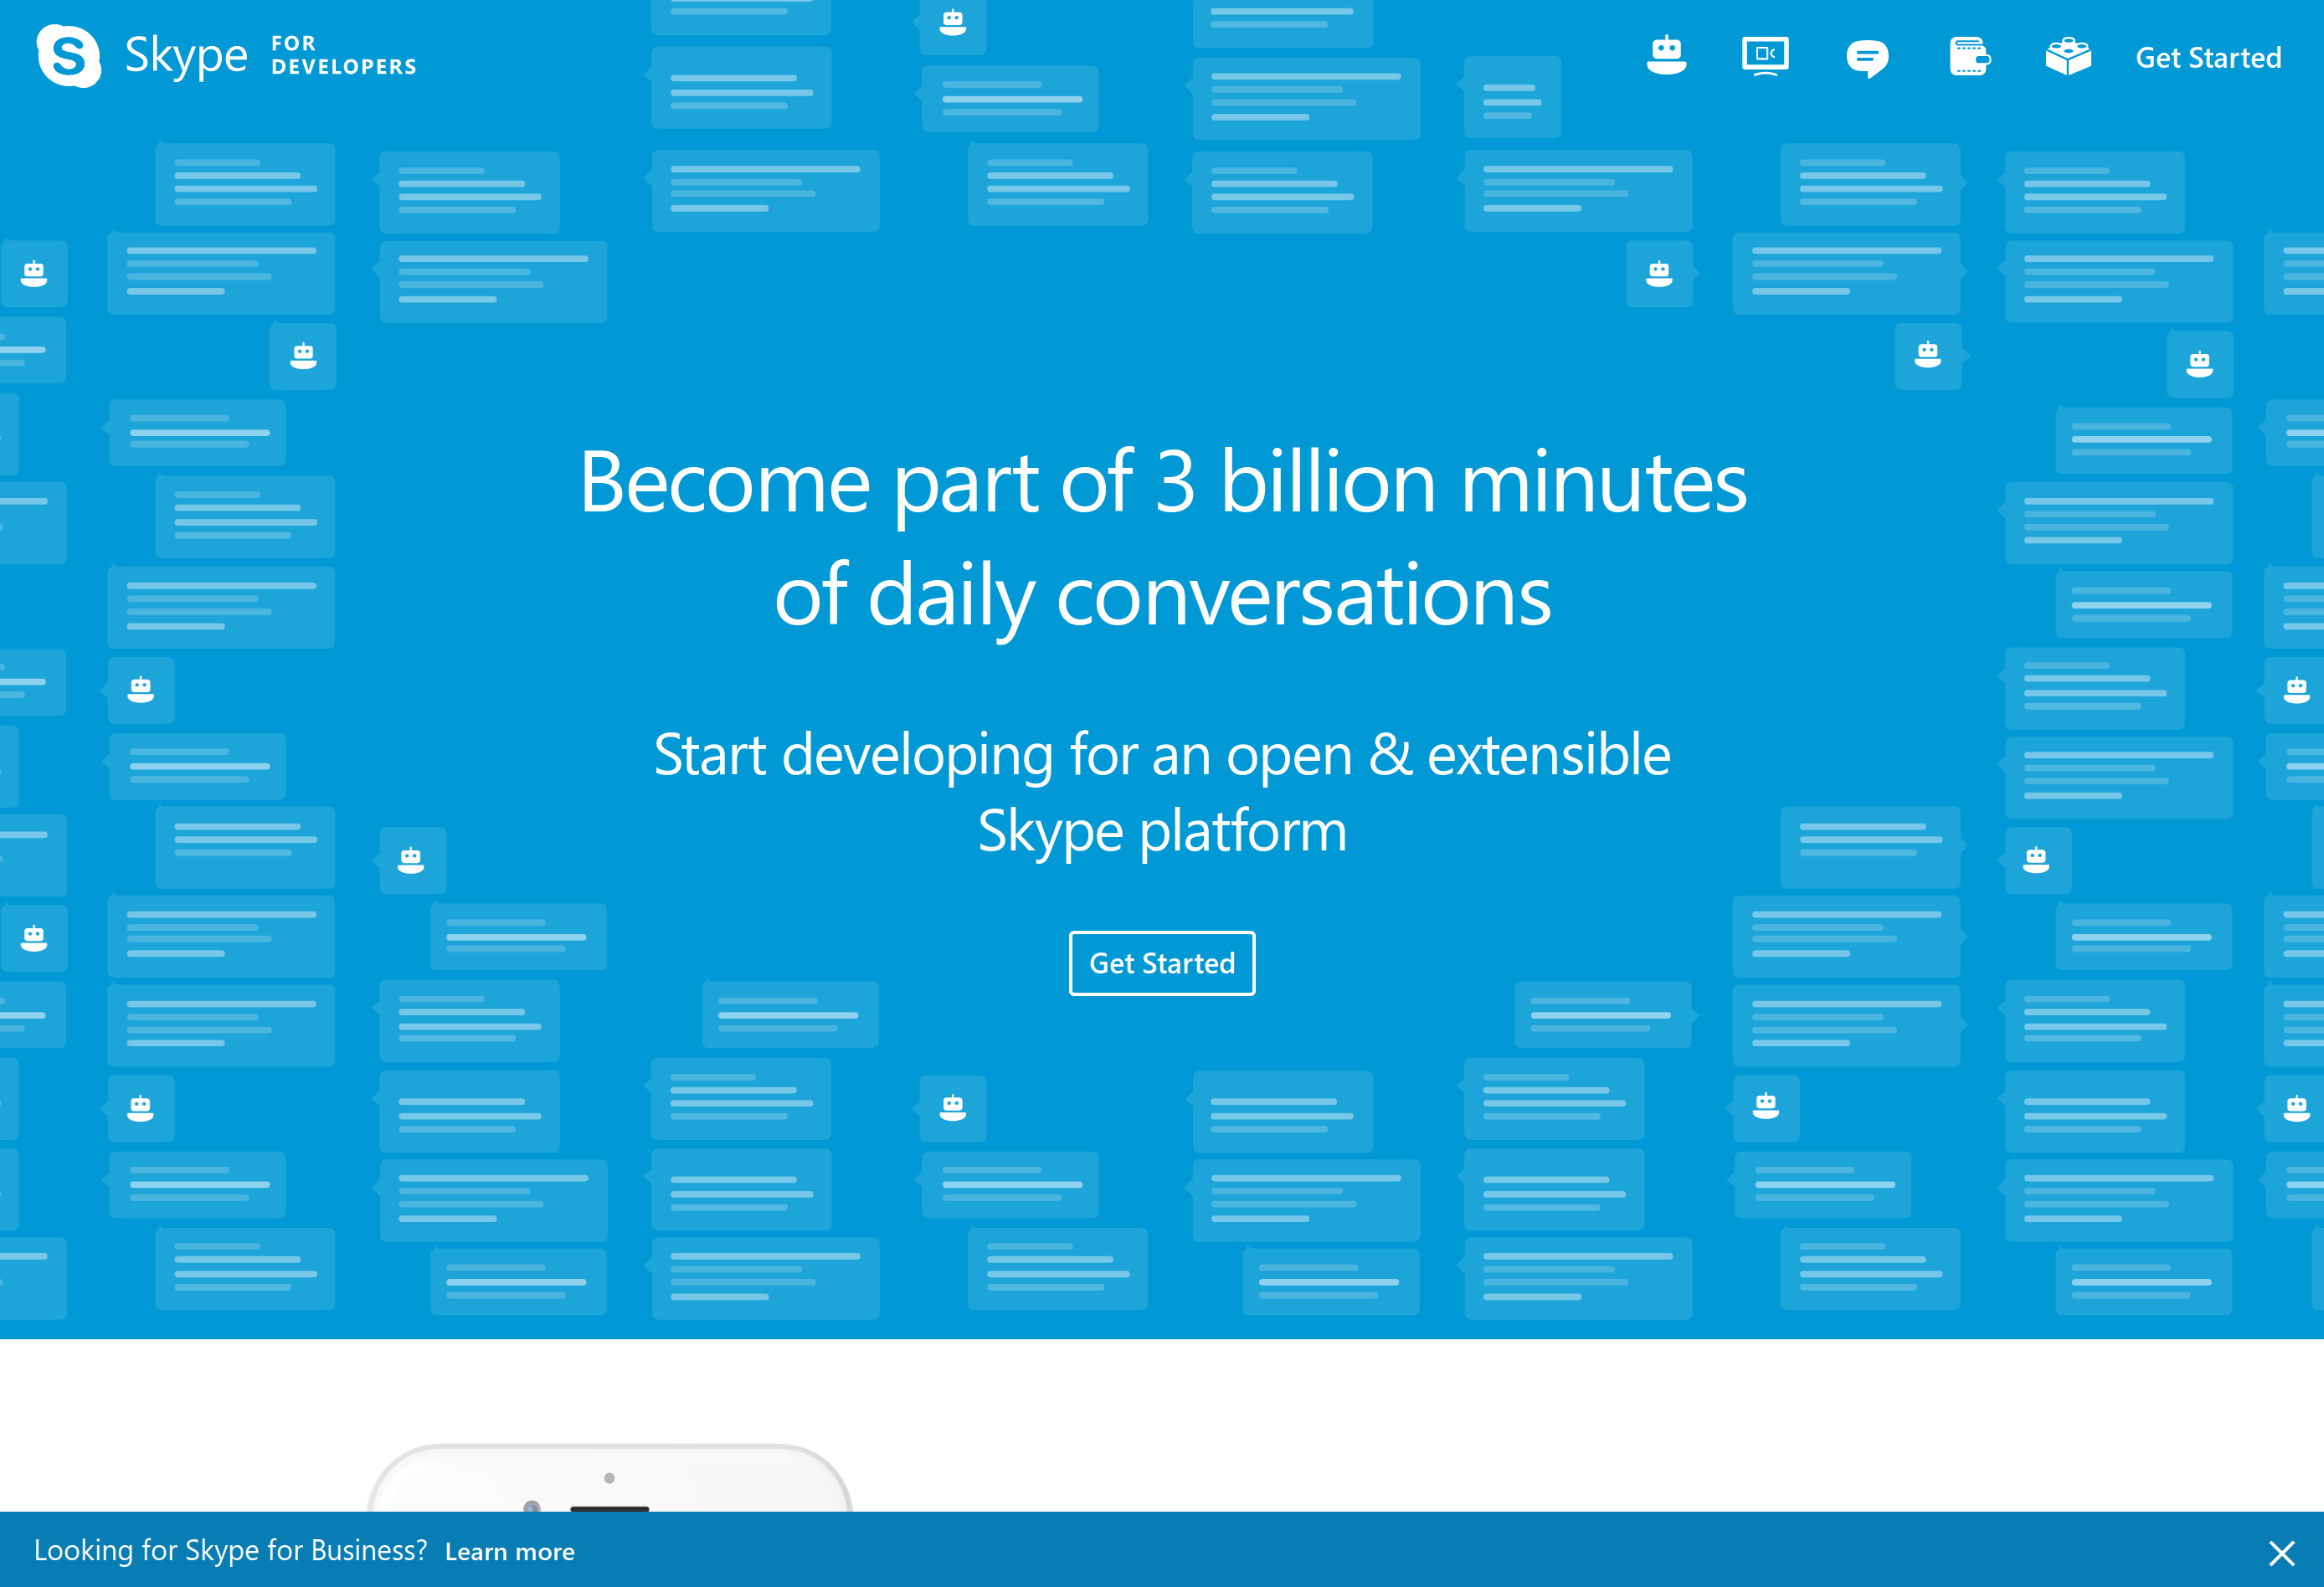 Skype
FOR
DEVELOPERS
Get Started
Become part of 3 billion minutes
of daily conversations
Start developing for an open & extensible
Skype platform
Get Started
Looking for Skype for Business? Learn more